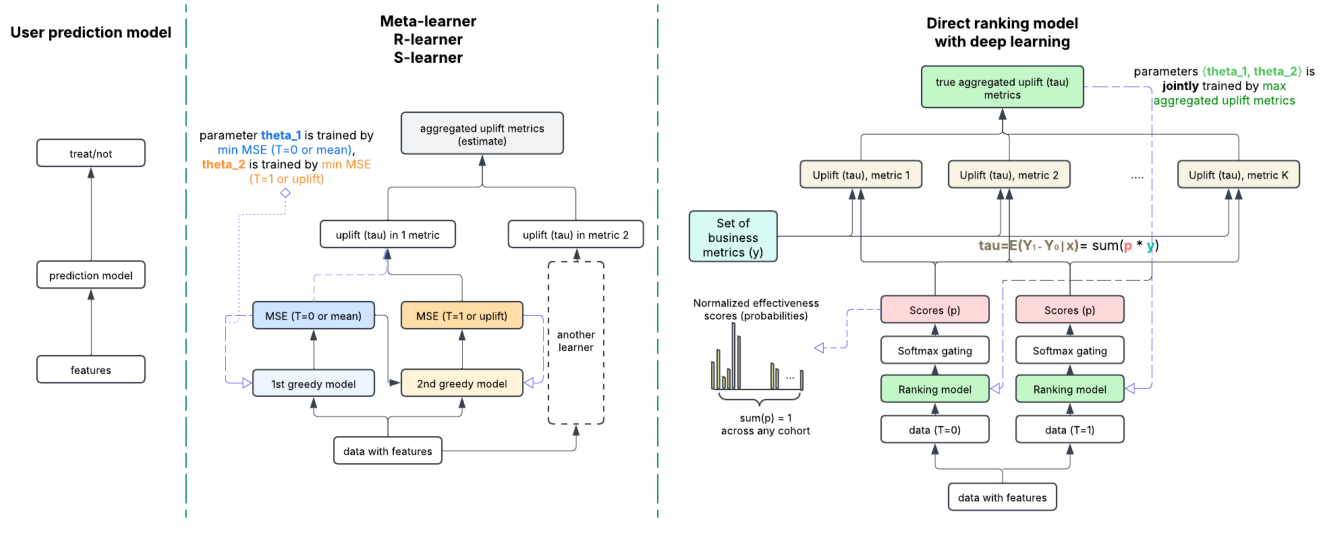 User prediction model
treat/not
prediction model
features
Meta-learner
R-learner
S-learner
parameter theta_1 is trained by
min MSE (T=0 or mean),
theta_2 is trained by min MSE
(T=1 or uplift)
aggregated uplift metrics
(estimate)
uplift (tau) in 1 metric
uplift (tau) in metric 2
MSE (T=0 or mean)
MSE (T=1 or uplift)
another
learner
1st greedy model
2nd greedy model
data with features
Direct ranking model
with deep learning
true aggregated uplift (tau)
metrics
parameters {theta_1, theta_2} is
jointly trained by max
aggregated uplift metrics
Uplift (tau), metric 1
Uplift (tau), metric 2
....
Uplift (tau), metric K
Set of
business
metrics (y)
tau=E(Y₁ - Y₀ | x)= sum(p * y)
Normalized effectiveness
scores (probabilities)
...
sum(p) = 1
across any cohort
Scores (p)
Scores (p)
Softmax gating
Softmax gating
Ranking model
Ranking model
data (T=0)
data (T=1)
data with features